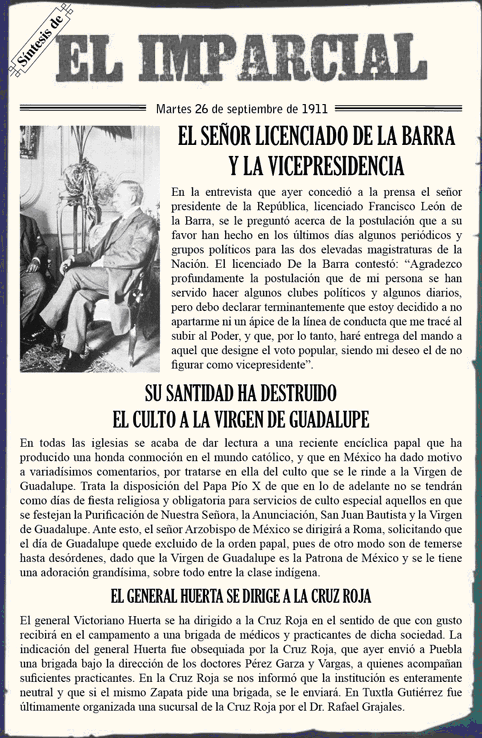 Síntesis de
EL IMPARCIAL
Martes 26 de septiembre de 1911
EL SEÑOR LICENCIADO DE LA BARRA
Y LA VICEPRESIDENCIA
En la entrevista que ayer concedió a la prensa el señor
presidente de la República, licenciado Francisco León de
la Barra, se le preguntó acerca de la postulación que a su
favor han hecho en los últimos días algunos periódicos y
grupos políticos para las dos elevadas magistraturas de la
Nación. El licenciado De la Barra contestó: “Agradezco
profundamente la postulación que de mi persona se han
servido hacer algunos clubes políticos y algunos diarios,
pero debo declarar terminantemente que estoy decidido a no
apartarme ni un ápice de la línea de conducta que me tracé al
subir al Poder, y que, por lo tanto, haré entrega del mando a
aquel que designe el voto popular, siendo mi deseo el de no
figurar como vicepresidente”.
SU SANTIDAD HA DESTRUIDO
EL CULTO A LA VIRGEN DE GUADALUPE
En todas las iglesias se acaba de dar lectura a una reciente encíclica papal que ha
producido una honda conmoción en el mundo católico, y que en México ha dado motivo
a variadísimos comentarios, por tratarse en ella del culto que se le rinde a la Virgen de
Guadalupe. Trata la disposición del Papa Pío X de que en lo de adelante no se tendrán
como días de fiesta religiosa y obligatoria para servicios de culto especial aquellos en que
se festejan la Purificación de Nuestra Señora, la Anunciación, San Juan Bautista y la Virgen
de Guadalupe. Ante esto, el señor Arzobispo de México se dirigirá a Roma, solicitando que
el día de Guadalupe quede excluido de la orden papal, pues de otro modo son de temerse
hasta desórdenes, dado que la Virgen de Guadalupe es la Patrona de México y se le tiene
una adoración grandísima, sobre todo entre la clase indígena.
EL GENERAL HUERTA SE DIRIGE A LA CRUZ ROJA
El general Victoriano Huerta se ha dirigido a la Cruz Roja en el sentido de que con gusto
recibirá en el campamento a una brigada de médicos y practicantes de dicha sociedad. La
indicación del general Huerta fue obsequiada por la Cruz Roja, que ayer envió a Puebla
una brigada bajo la dirección de los doctores Pérez Garza y Vargas, a quienes acompañan
suficientes practicantes. En la Cruz Roja se nos informó que la institución es enteramente
neutral y que si el mismo Zapata pide una brigada, se le enviará. En Tuxtla Gutiérrez fue
últimamente organizada una sucursal de la Cruz Roja por el Dr. Rafael Grajales.